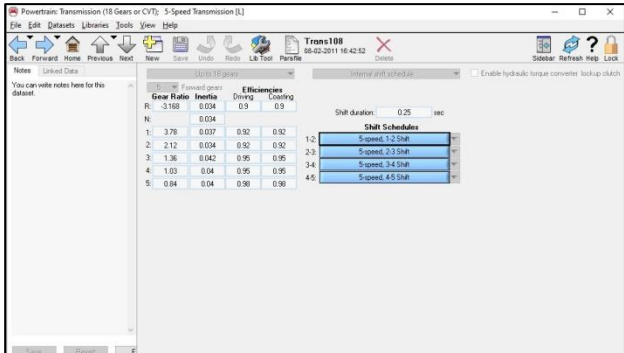 Powertrain: Transmission (18 Gears or CVT); 5-Speed Transmission [L]
File Edit Datasets Libraries Tools View Help
Back Forward Home Previous Next New Save Undo Redo Lib Tool Parsfile Trans108 08-02-2011 16:42:52 Delete Sidebar Refresh Help Lock
Notes Linked Data
You can write notes here for this dataset.
Up to 18 gears
Internal shift schedule
Enable hydraulic torque converter lockup clutch
5 Forward gears
Efficiencies
Gear Ratio Inertia Driving Coasting
R: -3.168 0.034 0.9 0.9
N: 0.034
1: 3.78 0.037 0.92 0.92
2: 2.12 0.034 0.92 0.92
3: 1.36 0.042 0.95 0.95
4: 1.03 0.04 0.95 0.95
5: 0.84 0.04 0.98 0.98
Shift duration: 0.25 sec
Shift Schedules
1-2: 5-speed, 1-2 Shift
2-3: 5-speed, 2-3 Shift
3-4: 5-speed, 3-4 Shift
4-5: 5-speed, 4-5 Shift
Save Revert